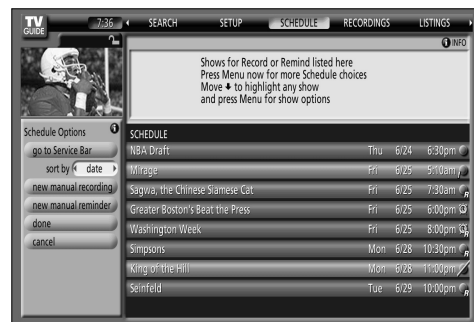 TV GUIDE
7:36
SEARCH SETUP SCHEDULE RECORDINGS LISTINGS
INFO
Shows for Record or Remind listed here
Press Menu now for more Schedule choices
Move to highlight any show
and press Menu for show options
Schedule Options
go to Service Bar
sort by date
new manual recording
new manual reminder
done
cancel
SCHEDULE
NBA Draft Thu 6/24 6:30pm
Mirage Fri 6/25 5:10am
Sagwa, the Chinese Siamese Cat Fri 6/25 7:30am R
Greater Boston's Beat the Press Fri 6/25 6:00pm
Washington Week Fri 6/25 8:00pm R
Simpsons Mon 6/28 10:30pm R
King of the Hill Mon 6/28 11:00pm
Seinfeld Tue 6/29 10:00pm R